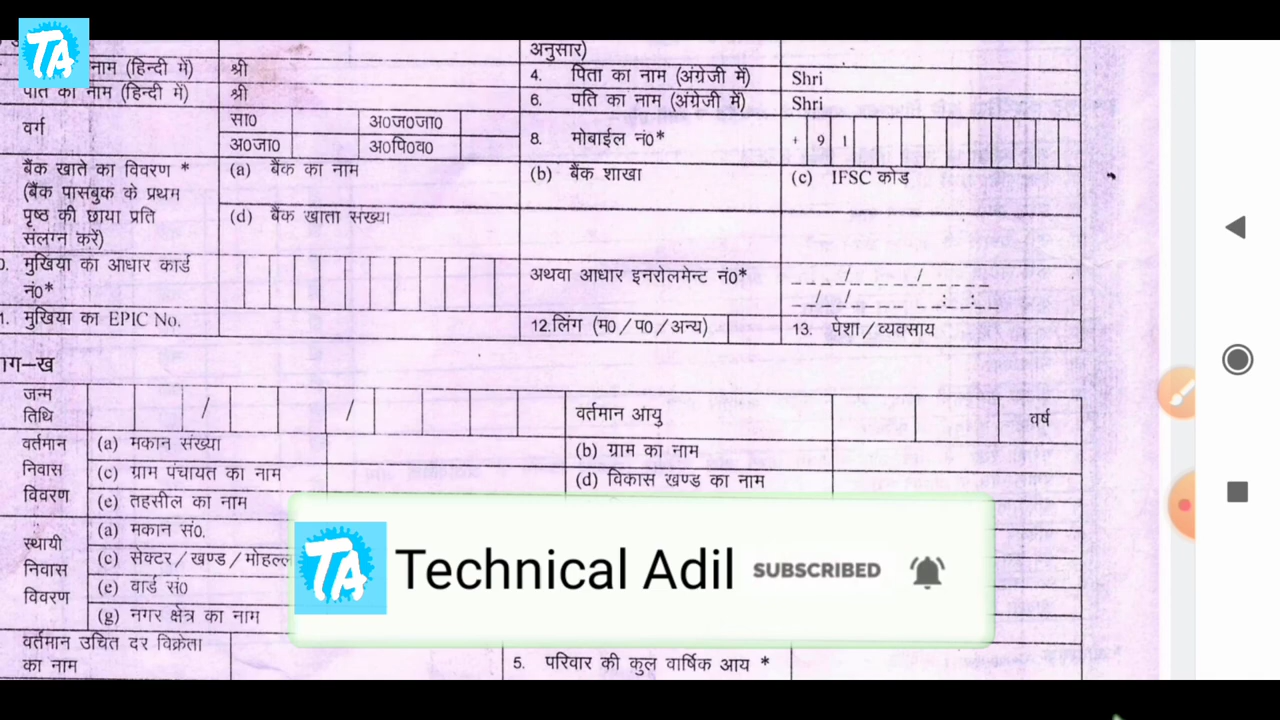 TA
अनुसार)
नाम (हिन्दी में) श्री 4. पिता का नाम (अंग्रेजी में) Shri
पति का नाम (हिन्दी में) श्री 6. पति का नाम (अंग्रेजी में) Shri
वर्ग सा0 अ0ज0जा0 8. मोबाईल नं0* + 9 1
अ0जा0 अ0पि0व0
बैंक खाते का विवरण * (a) बैंक का नाम (b) बैंक शाखा (c) IFSC कोड
(बैंक पासबुक के प्रथम
पृष्ठ की छाया प्रति (d) बैंक खाता संख्या
संलग्न करें)
मुखिया का आधार कार्ड अथवा आधार इनरोलमेन्ट नं0* / /
नं0* / / : :
मुखिया का EPIC No. 12.लिंग (म0/प0/अन्य) 13. पेशा/व्यवसाय
ाग–ख
जन्म / / वर्तमान आयु वर्ष
तिथि
वर्तमान (a) मकान संख्या (b) ग्राम का नाम
निवास (c) ग्राम पंचायत का नाम (d) विकास खण्ड का नाम
विवरण (e) तहसील का नाम
(a) मकान सं0.
स्थायी (c) सेक्टर/खण्ड/मोहल्ल
निवास (e) वार्ड सं0
विवरण (g) नगर क्षेत्र का नाम
TA Technical Adil SUBSCRIBED
वर्तमान उचित दर विक्रेता
का नाम 5. परिवार की कुल वार्षिक आय *